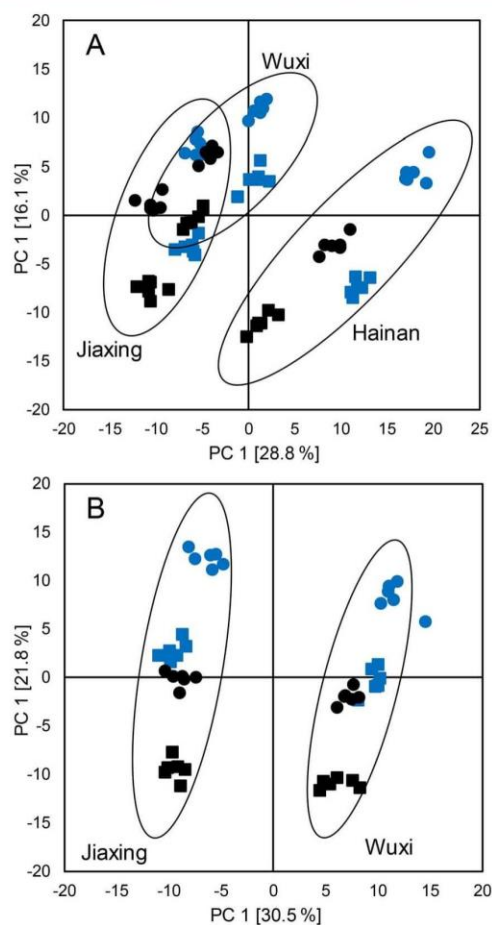 A
Wuxi
Jiaxing
Hainan
20
15
10
5
0
-5
-10
-15
-20
PC 1 [16.1 %]
-20 -15 -10 -5 0 5 10 15 20 25
PC 1 [28.8 %]
B
Jiaxing
Wuxi
20
15
10
5
0
-5
-10
-15
-20
PC 1 [21.8 %]
-20 -15 -10 -5 0 5 10 15 20
PC 1 [30.5 %]